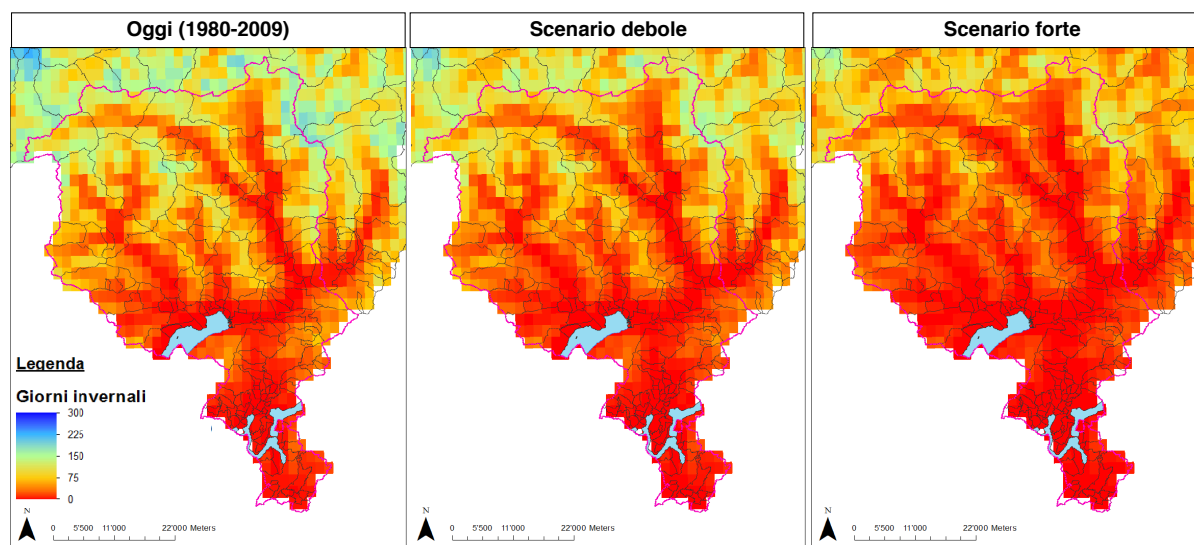 Oggi (1980-2009)
Scenario debole
Scenario forte
Legenda
Giorni invernali
300
225
150
75
0
N
0 5'500 11'000 22'000 Meters
N
0 5'500 11'000 22'000 Meters
N
0 5'500 11'000 22'000 Meters